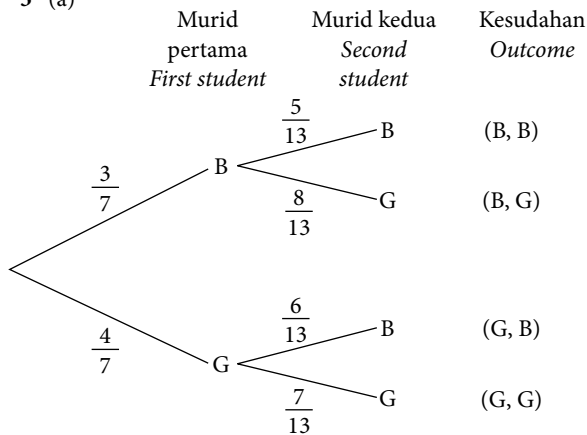 (a)
Murid pertama First student
Murid kedua Second student
Kesudahan Outcome
3/7
B
5/13
B
(B, B)
8/13
G
(B, G)
4/7
G
6/13
B
(G, B)
7/13
G
(G, G)